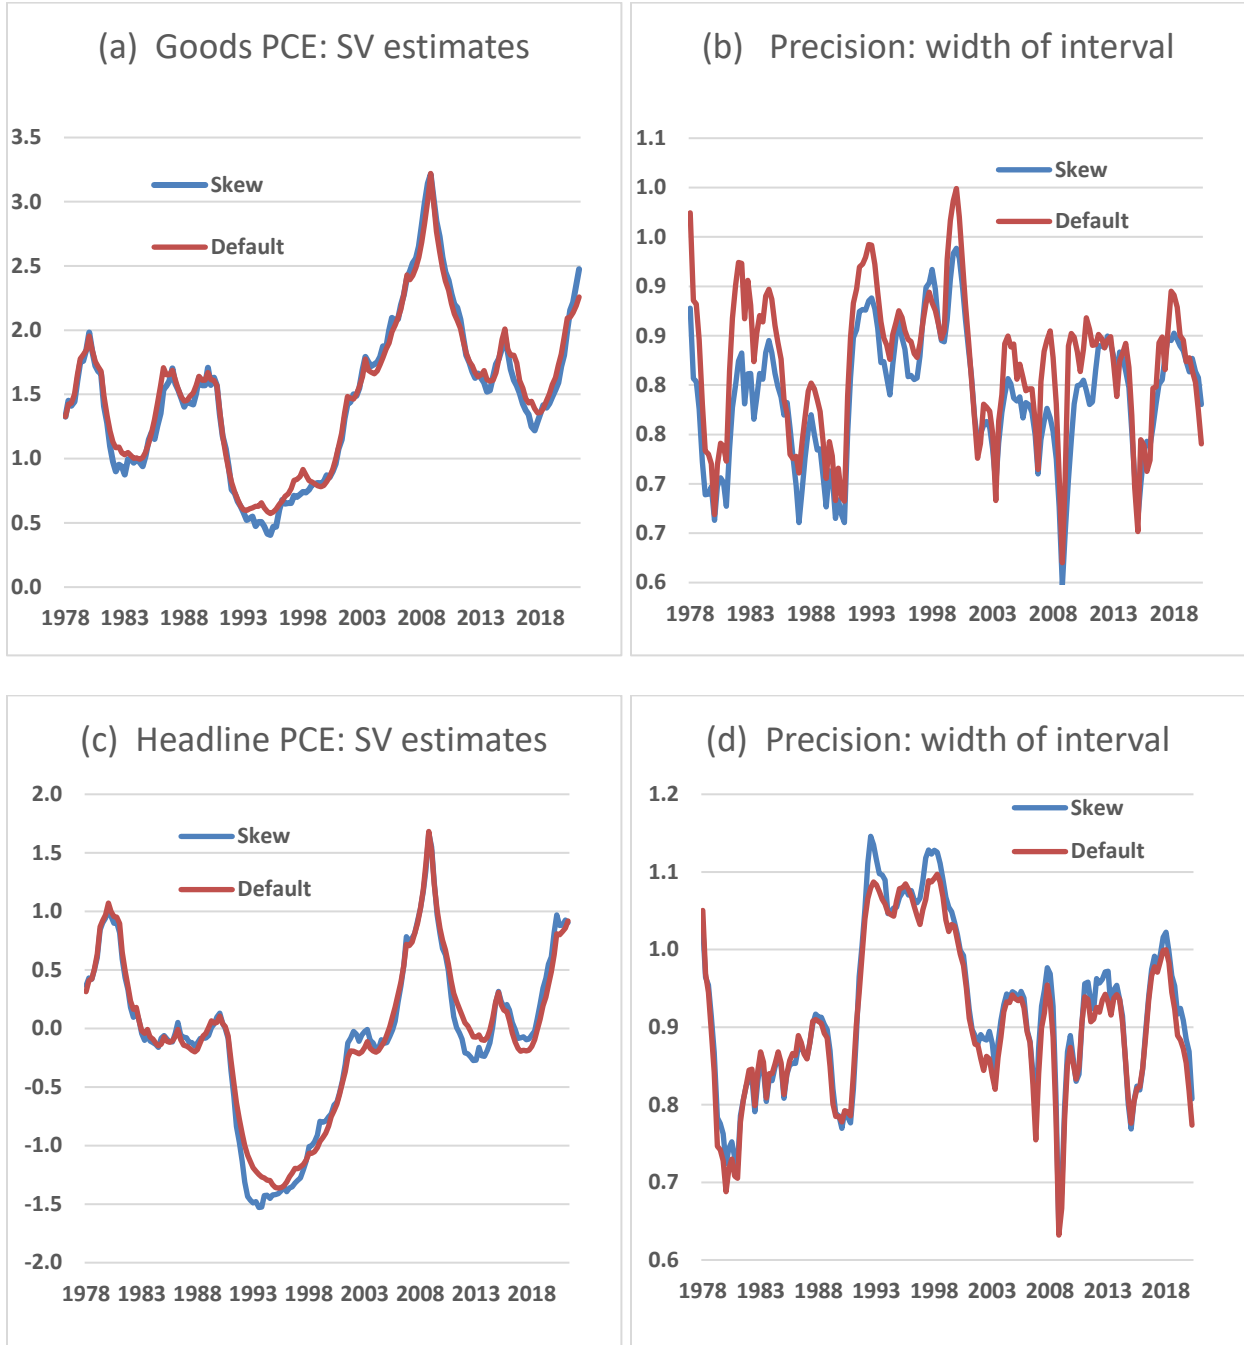 (a) Goods PCE: SV estimates
3.5
3.0
2.5
2.0
1.5
1.0
0.5
0.0
Skew
Default
1978 1983 1988 1993 1998 2003 2008 2013 2018
(b) Precision: width of interval
1.1
1.0
1.0
0.9
0.9
0.8
0.8
0.7
0.7
0.6
Skew
Default
1978 1983 1988 1993 1998 2003 2008 2013 2018
(c) Headline PCE: SV estimates
2.0
1.5
1.0
0.5
0.0
-0.5
-1.0
-1.5
-2.0
Skew
Default
1978 1983 1988 1993 1998 2003 2008 2013 2018
(d) Precision: width of interval
1.2
1.1
1.0
0.9
0.8
0.7
0.6
Skew
Default
1978 1983 1988 1993 1998 2003 2008 2013 2018